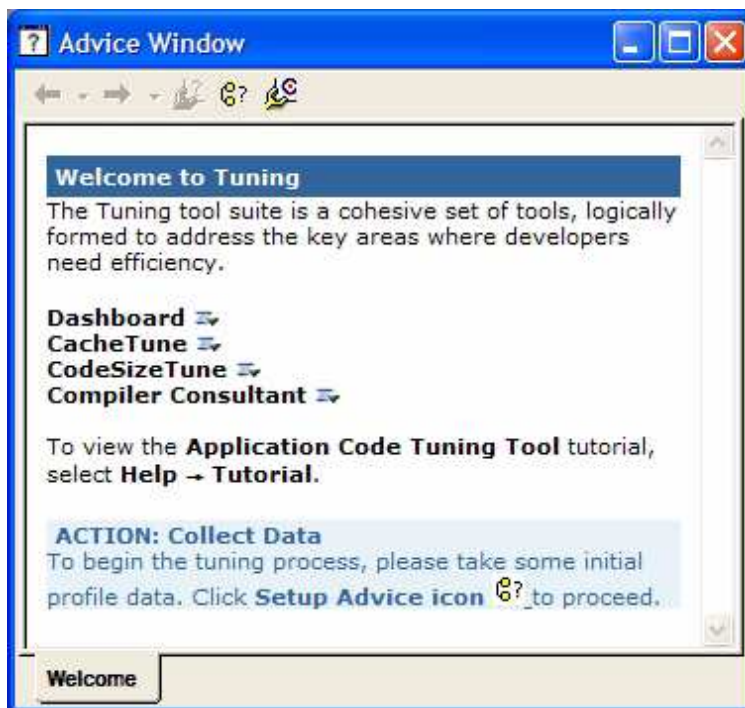 Advice Window
Welcome to Tuning
The Tuning tool suite is a cohesive set of tools, logically
formed to address the key areas where developers
need efficiency.
Dashboard
CacheTune
CodeSizeTune
Compiler Consultant
To view the Application Code Tuning Tool tutorial,
select Help → Tutorial.
ACTION: Collect Data
To begin the tuning process, please take some initial
profile data. Click Setup Advice icon to proceed.
Welcome